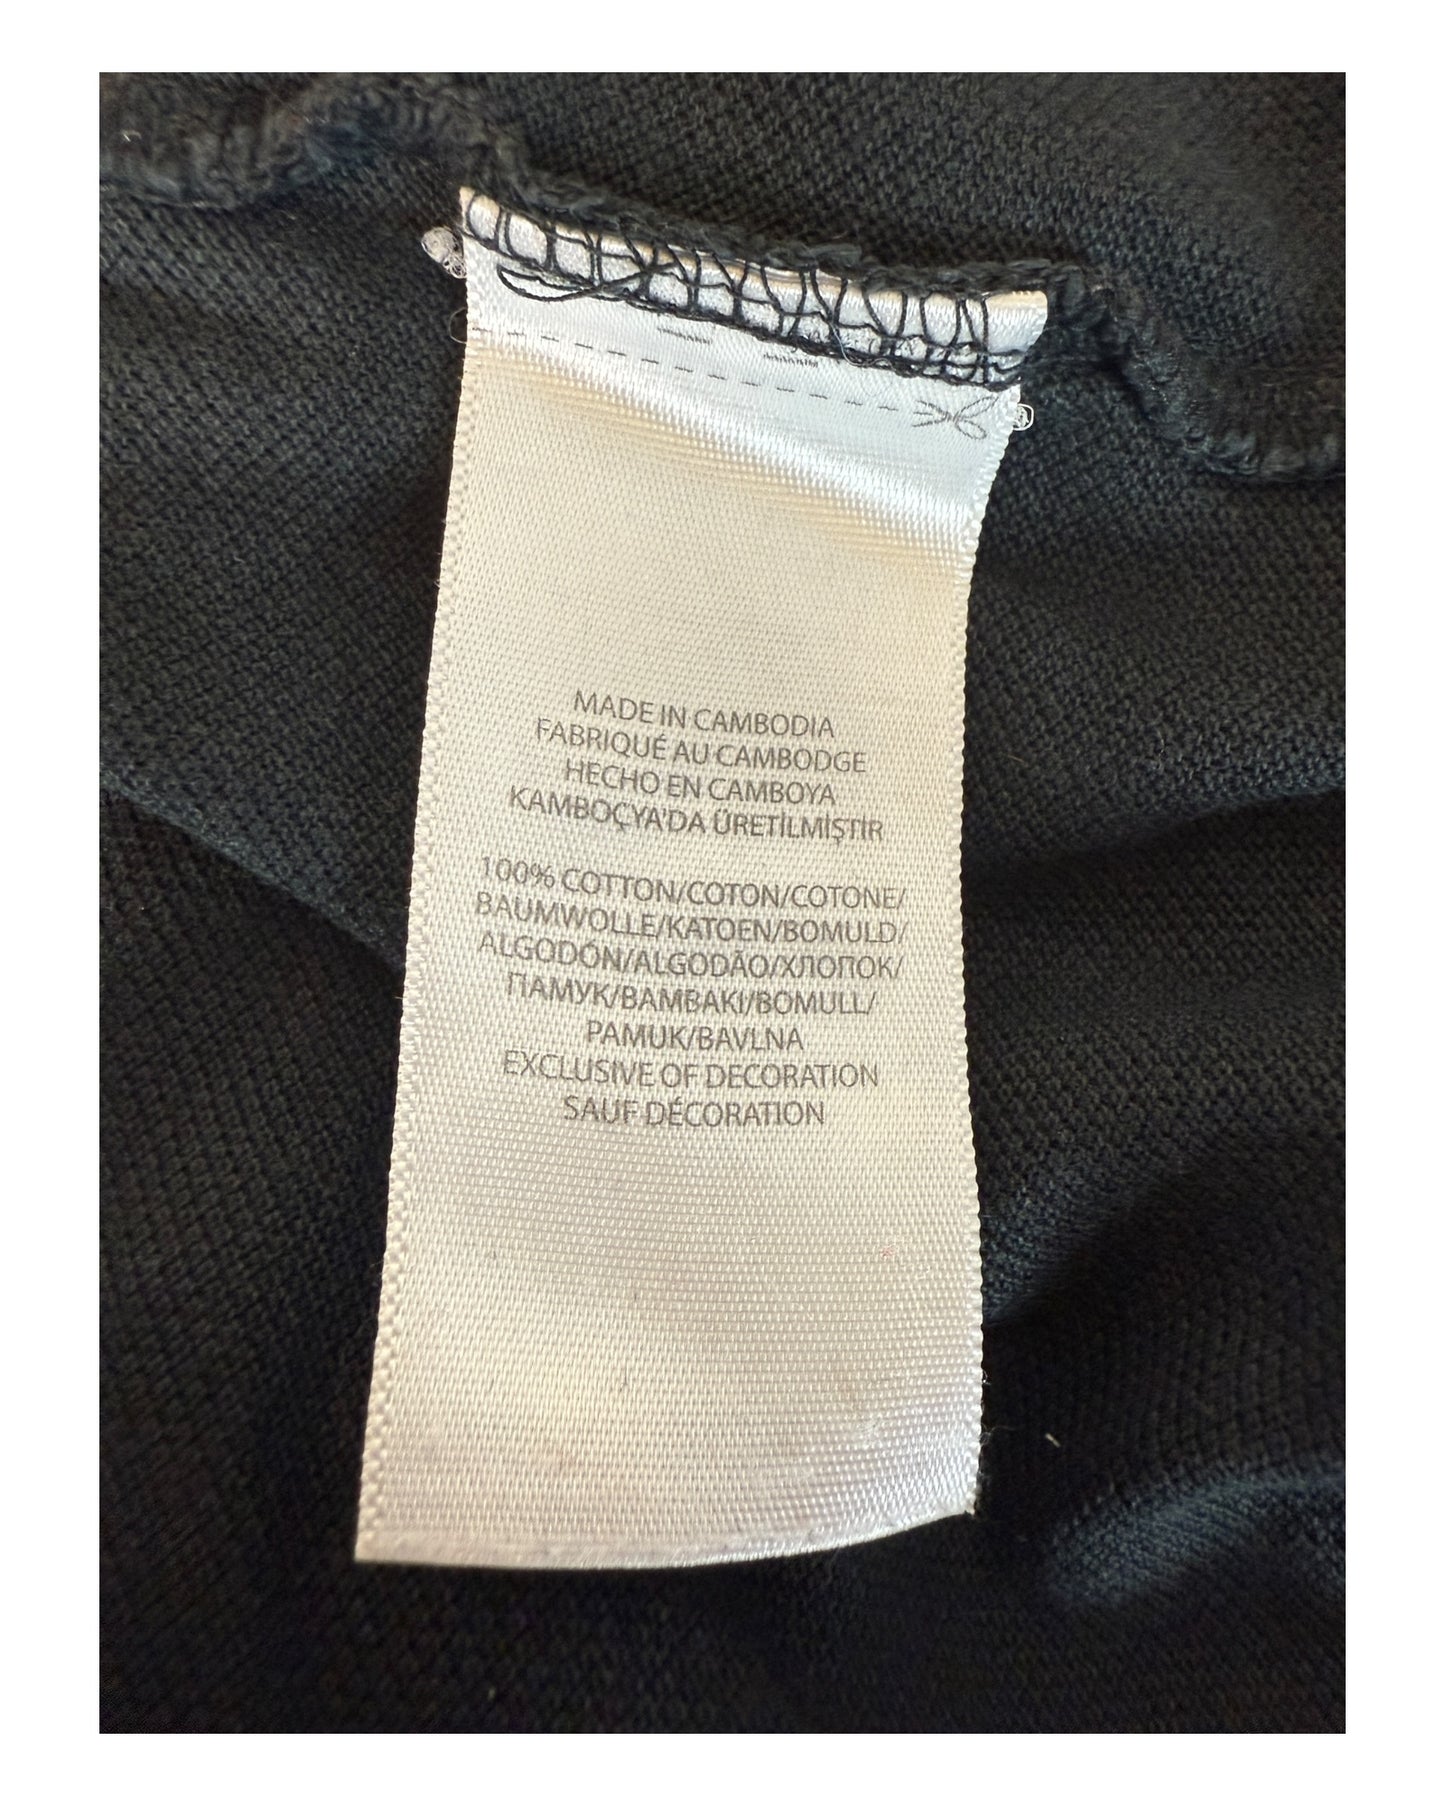 MADE IN CAMBODIA
FABRIQUÉ AU CAMBODGE
HECHO EN CAMBOYA
KAMBOÇYA'DA ÜRETİLMİŞTİR
100% COTTON/COTON/COTONE/
BAUMWOLLE/KATOEN/BOMULD/
ALGODÓN/ALGODÃO/ХЛОПОК/
ПАМУК/ΒΑΜΒΑΚΙ/BOMULL/
PAMUK/BAVLNA
EXCLUSIVE OF DECORATION
SAUF DÉCORATION